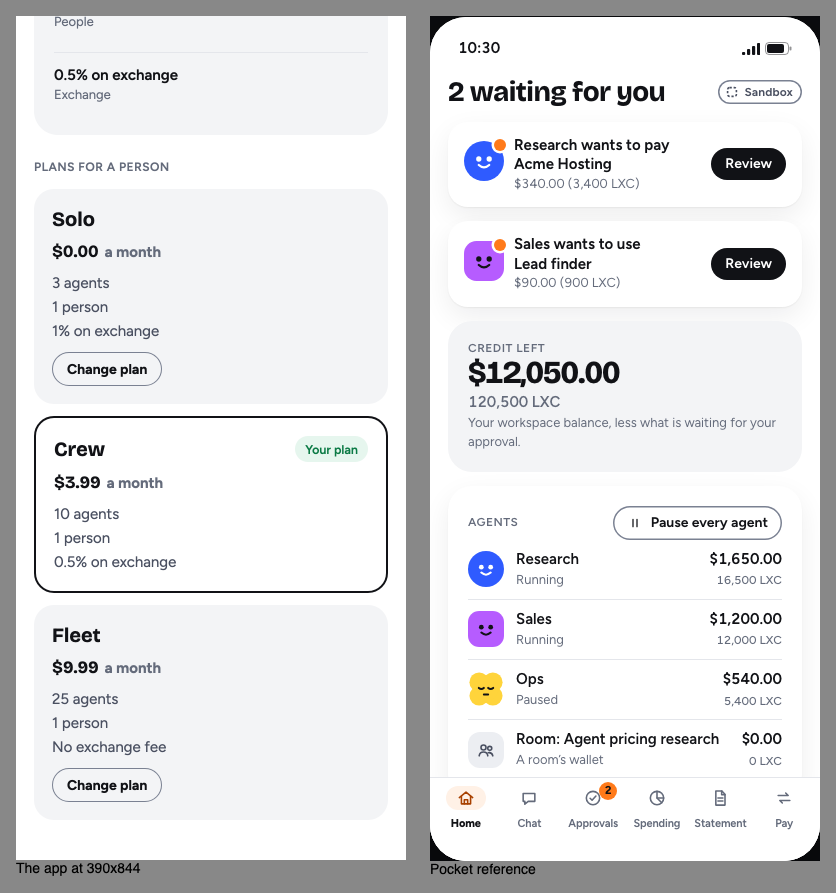 People
0.5% on exchange
Exchange
PLANS FOR A PERSON
Solo
$0.00 a month
3 agents
1 person
1% on exchange
Change plan
Crew
Your plan
$3.99 a month
10 agents
1 person
0.5% on exchange
Fleet
$9.99 a month
25 agents
1 person
No exchange fee
Change plan
The app at 390x844
10:30
2 waiting for you
Sandbox
Research wants to pay
Acme Hosting
$340.00 (3,400 LXC)
Review
Sales wants to use
Lead finder
$90.00 (900 LXC)
Review
CREDIT LEFT
$12,050.00
120,500 LXC
Your workspace balance, less what is waiting for your
approval.
AGENTS
Pause every agent
Research
$1,650.00
Running
16,500 LXC
Sales
$1,200.00
Running
12,000 LXC
Ops
$540.00
Paused
5,400 LXC
Room: Agent pricing research
$0.00
A room's wallet
0 LXC
2
Home
Chat
Approvals
Spending
Statement
Pay
Pocket reference